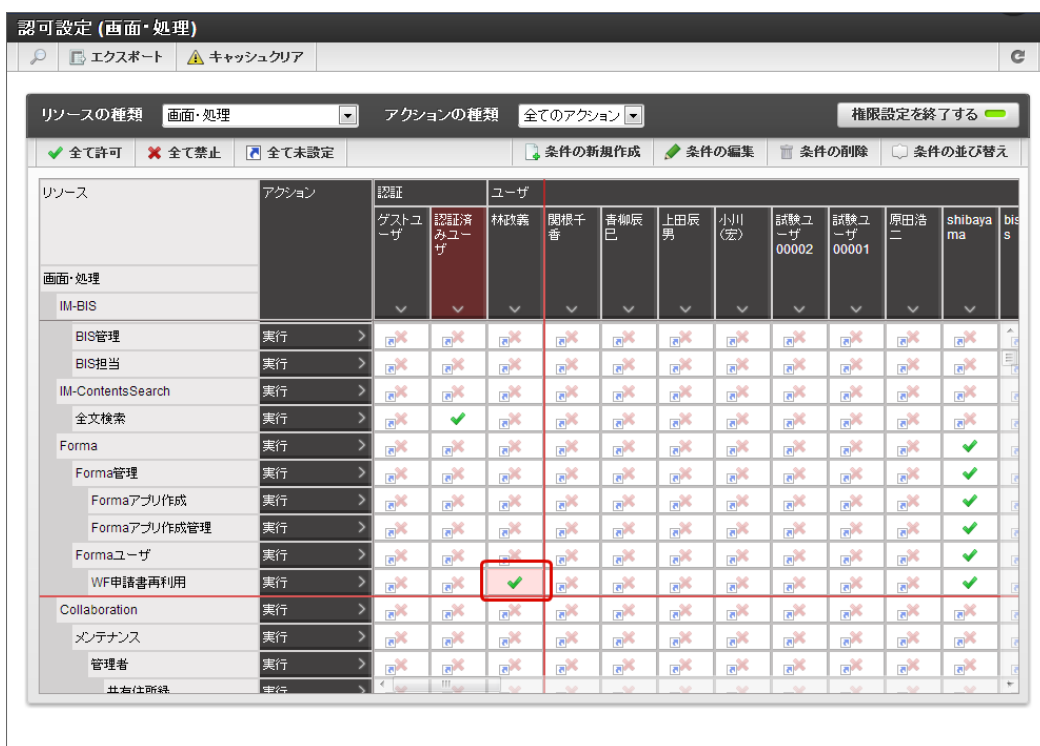 認可設定 (画面・処理)
エクスポート キャッシュクリア
リソースの種類 画面・処理 アクションの種類 全てのアクション 権限設定を終了する
全て許可 全て禁止 全て未設定 条件の新規作成 条件の編集 条件の削除 条件の並び替え
リソース アクション 認証 ユーザ
ゲストユーザ 認証済みユーザ 林政義 関根千香 香柳辰巳 上田辰男 小川(宏) 試験ユーザ00002 試験ユーザ00001 原田浩二 shibayama bis s
画面・処理
IM-BIS
BIS管理 実行
BIS担当 実行
IM-ContentsSearch 実行
全文検索 実行
Forma 実行
Forma管理 実行
Formaアプリ作成 実行
Formaアプリ作成管理 実行
Formaユーザ 実行
WF申請書再利用 実行
Collaboration 実行
メンテナンス 実行
管理者 実行
共有住所録 実行